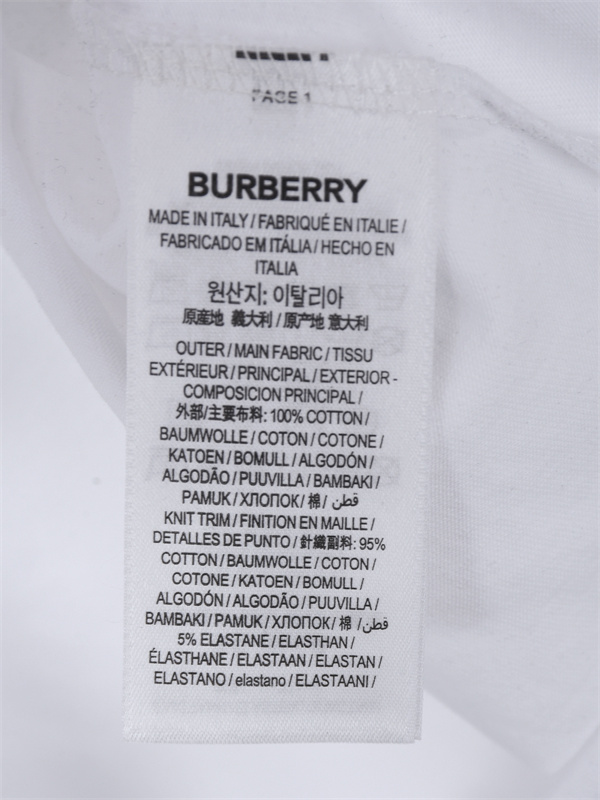 PAGE 1
BURBERRY
MADE IN ITALY / FABRIQUÉ EN ITALIE /
FABRICADO EM ITÁLIA / HECHO EN
ITALIA
원산지: 이탈리아
原産地 義大利 / 原产地 意大利
OUTER / MAIN FABRIC / TISSU
EXTÉRIEUR / PRINCIPAL / EXTERIOR -
COMPOSICION PRINCIPAL /
外部/主要布料: 100% COTTON /
BAUMWOLLE / COTON / COTONE /
KATOEN / BOMULL / ALGODÓN /
ALGODÃO / PUUVILLA / BAMBAKI /
PAMUK / ХЛОПОК / 棉 / قطن
KNIT TRIM / FINITION EN MAILLE /
DETALLES DE PUNTO / 針織副料: 95%
COTTON / BAUMWOLLE / COTON /
COTONE / KATOEN / BOMULL /
ALGODÓN / ALGODÃO / PUUVILLA /
BAMBAKI / PAMUK / ХЛОПОК / 棉 / قطن /
5% ELASTANE / ELASTHAN /
ÉLASTHANE / ELASTAAN / ELASTAN /
ELASTANO / elastano / ELASTAANI /